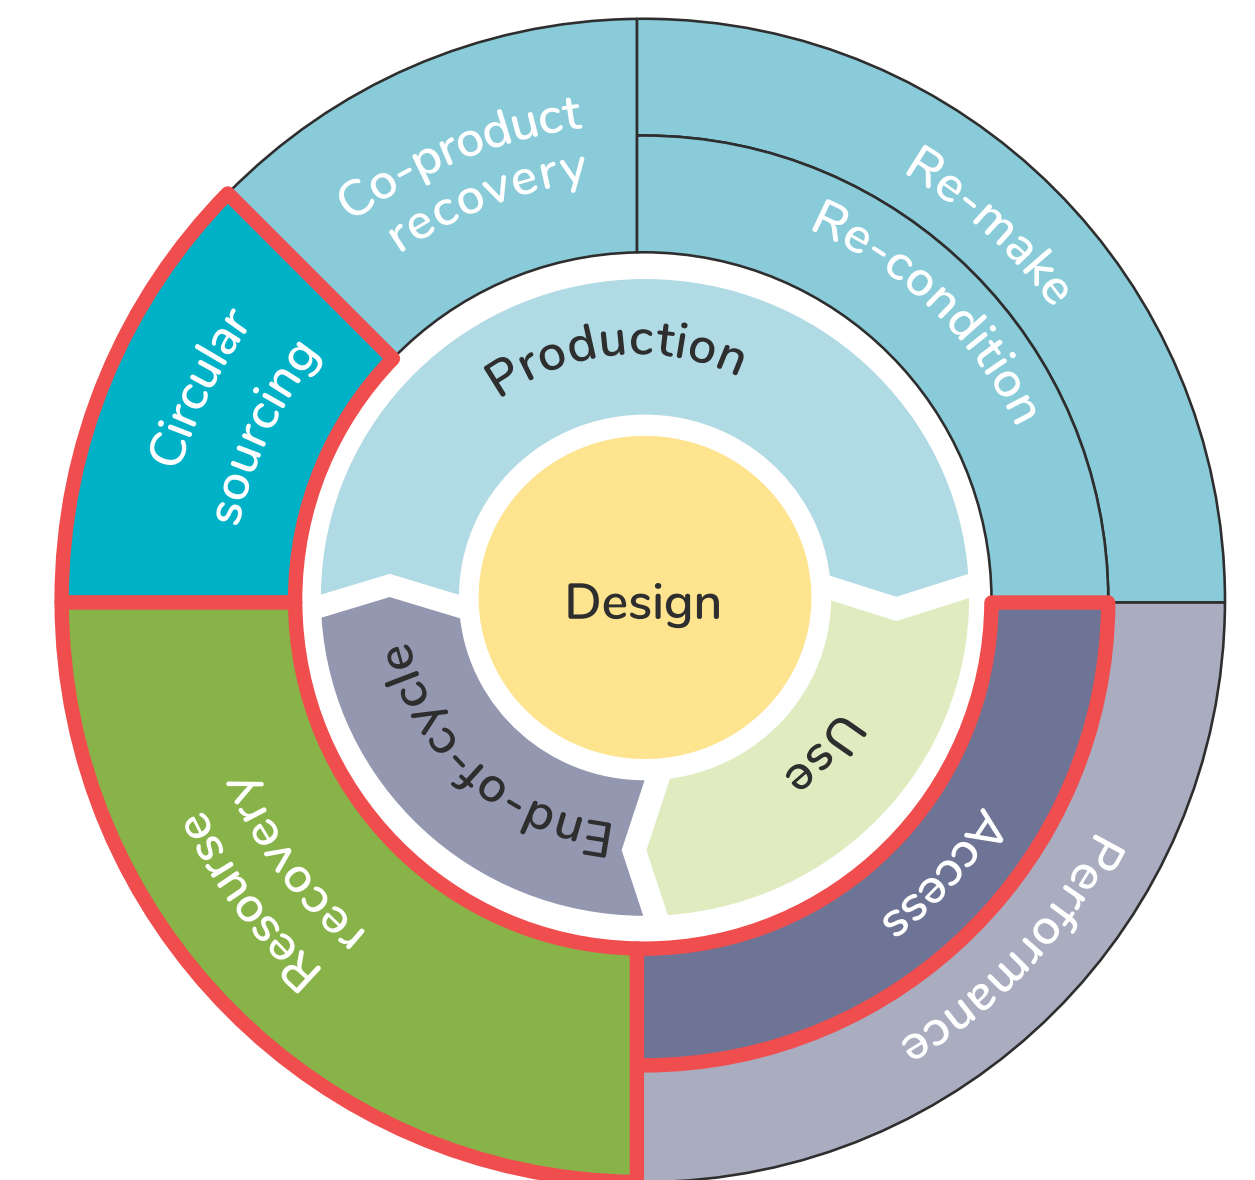 Co-product
recovery
Re-make
Re-condition
Circular
sourcing
Production
Design
End-of-cycle
Use
Resourse
recovery
Access
Performance